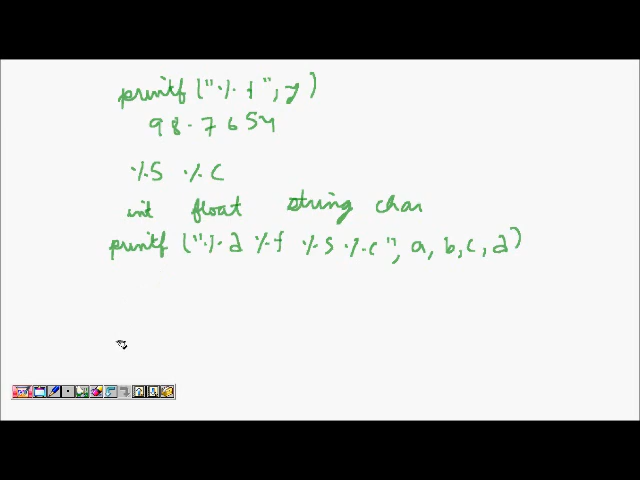 printf ("%f", y)
98.7654
%s %c
int float string char
printf ("%d %f %s %c", a, b, c, d)